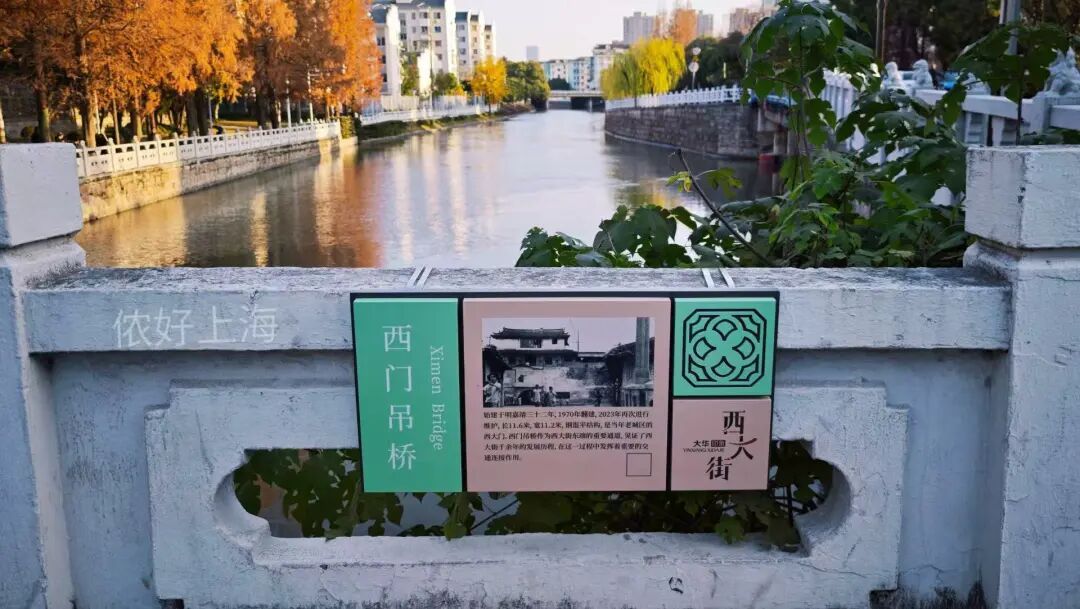 侬好上海
西门吊桥
Ximen Bridge
始建于明嘉靖三十二年，1970年翻建，2023年再次进行
维护，长11.6米，宽11.2米，钢混平结构，是当年老城区的
西大门。西门吊桥作为西大街东端的重要通道，见证了西
大街千余年的发展历程，在这一过程中发挥着重要的交
通连接作用。
大华
西大街
YINXIANG XIDAJIE